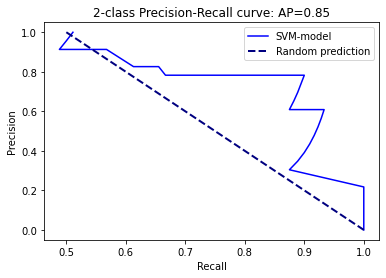 2-class Precision-Recall curve: AP=0.85
SVM-model
Random prediction
Precision
1.0
0.8
0.6
0.4
0.2
0.0
0.5 0.6 0.7 0.8 0.9 1.0
Recall